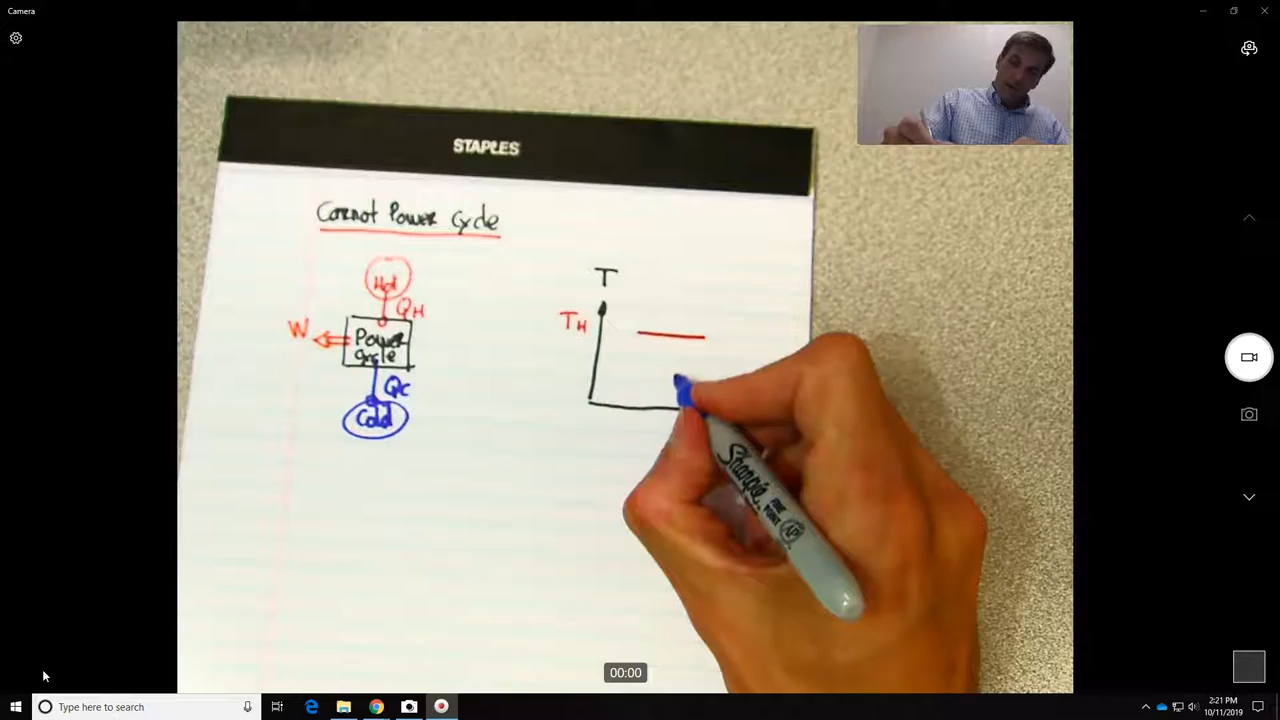 Camera
STAPLES
Carnot Power Cycle
Hot
QH
W
Power
Cycle
QC
Cold
T
TH
Sharpie
FINE
POINT
AP
00:00
Type here to search
2:21 PM
10/11/2019